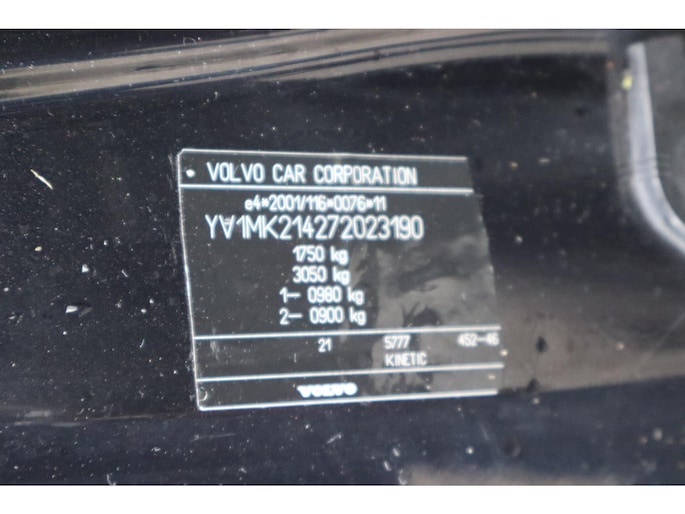 VOLVO CAR CORPORATION
e4*2001/116*0076*11
YV1MK214272023190
1750 kg
3050 kg
1- 0980 kg
2- 0900 kg
21 5777 452-46
KINETIC
VOLVO